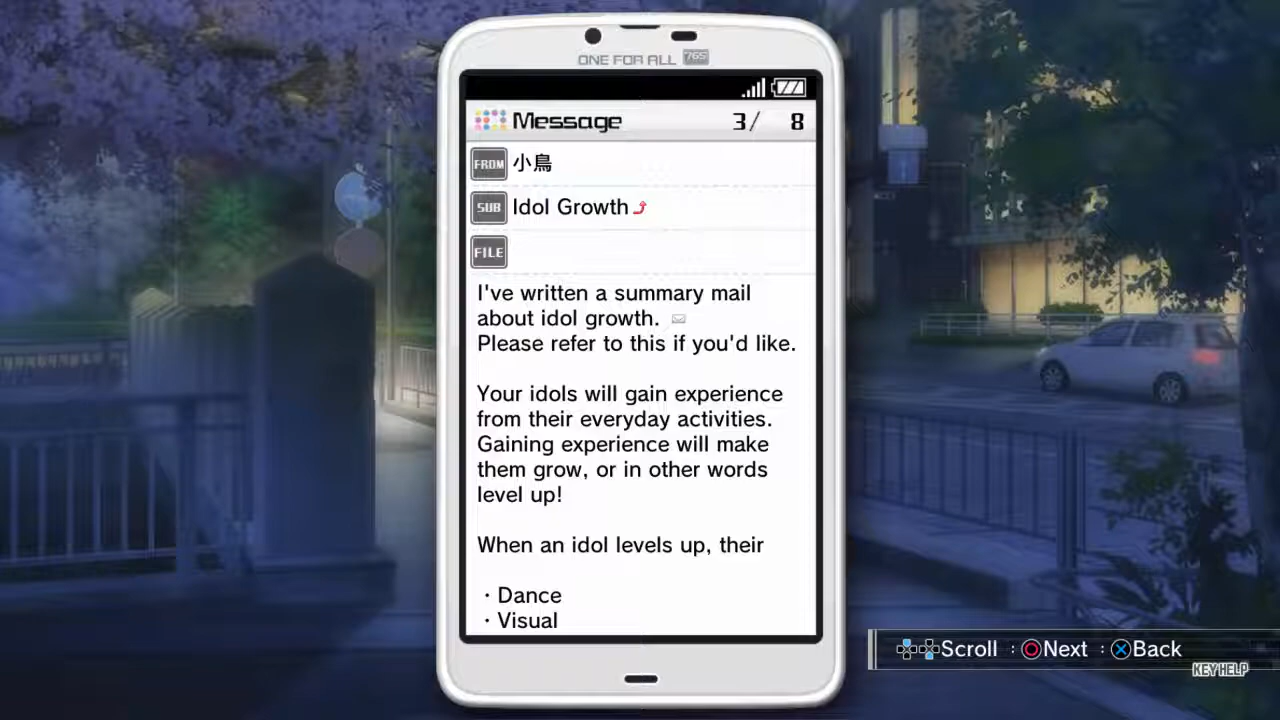 ONE FOR ALL 765
Message 3/ 8
FROM 小鳥
SUB Idol Growth
FILE
I've written a summary mail
about idol growth.
Please refer to this if you'd like.
Your idols will gain experience
from their everyday activities.
Gaining experience will make
them grow, or in other words
level up!
When an idol levels up, their
・Dance
・Visual
Scroll : Next : Back
KEY HELP